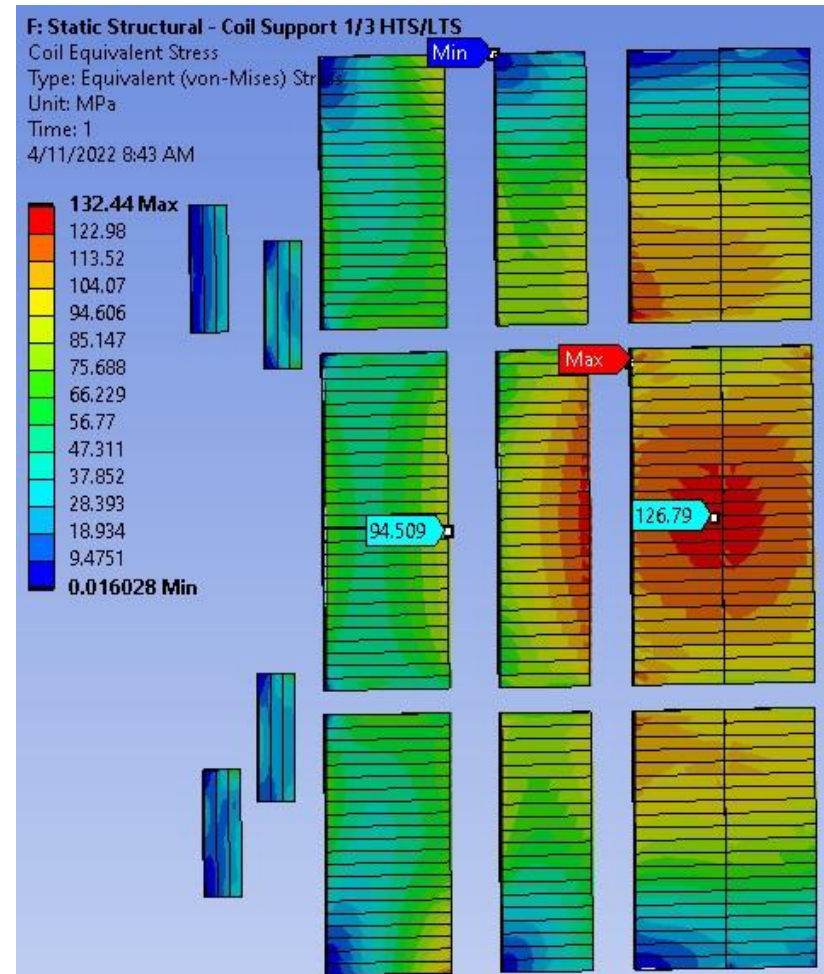 F: Static Structural - Coil Support 1/3 HTS/LTS
Coil Equivalent Stress
Type: Equivalent (von-Mises) Str
Unit: MPa
Time: 1
4/11/2022 8:43 AM
Min
132.44 Max
122.98
113.52
104.07
94.606
85.147
75.688
66.229
56.77
47.311
37.852
28.393
18.934
9.4751
0.016028 Min
Max
94.509
126.79